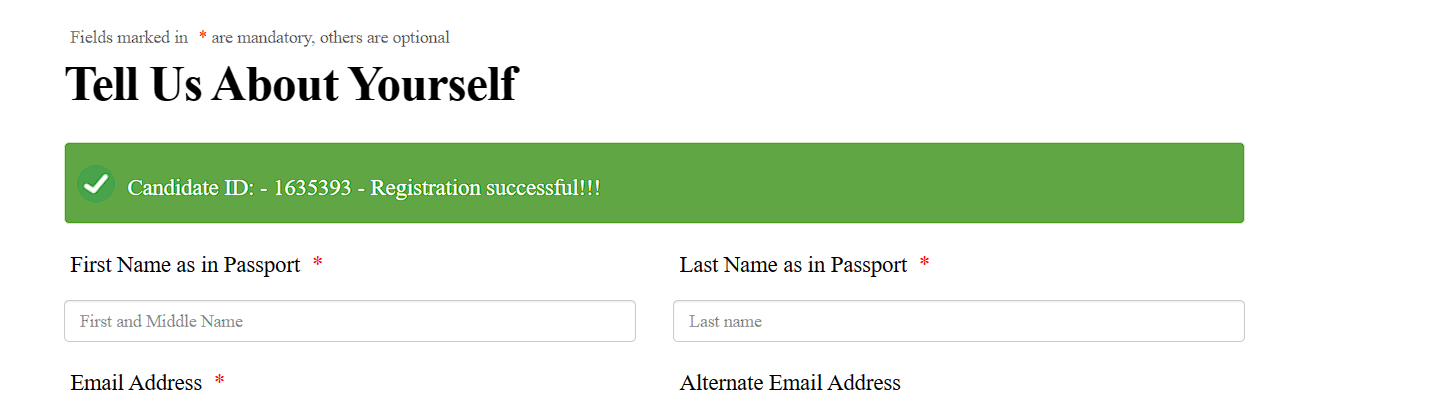 Fields marked in * are mandatory, others are optional
Tell Us About Yourself
Candidate ID: - 1635393 - Registration successful!!!
First Name as in Passport *
Last Name as in Passport *
First and Middle Name
Last name
Email Address *
Alternate Email Address